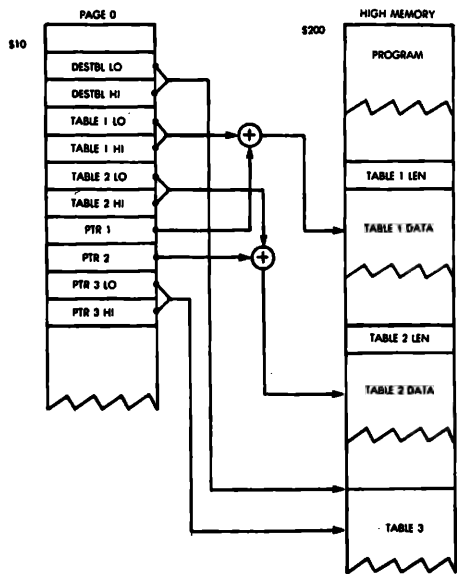 PAGE 0
HIGH MEMORY
$10
$200
PROGRAM
DESTBL LO
DESTBL HI
TABLE 1 LO
TABLE 1 HI
TABLE 2 LO
TABLE 2 HI
PTR 1
PTR 2
PTR 3 LO
PTR 3 HI
+
+
TABLE 1 LEN
TABLE 1 DATA
TABLE 2 LEN
TABLE 2 DATA
TABLE 3